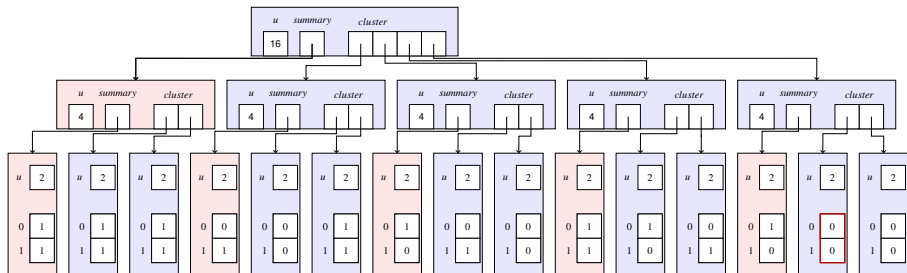 u summary cluster
16
u summary cluster u summary cluster u summary cluster u summary cluster u summary cluster
4 4 4 4 4
u 2 u 2 u 2 u 2 u 2 u 2 u 2 u 2 u 2 u 2 u 2 u 2 u 2 u 2 u 2
0 1 0 1 0 1 0 1 0 1 0 1 0 1 0 1 0 0 0 1 0 1 0 0 0 1 0 0 0 0
1 1 1 1 1 1 1 1 1 0 1 1 1 0 1 0 1 0 1 1 1 0 1 1 1 0 1 0 1 0